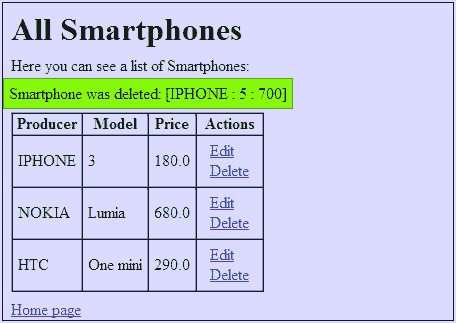 All Smartphones
Here you can see a list of Smartphones:
Smartphone was deleted: [IPHONE : 5 : 700]
Producer Model Price Actions
IPHONE 3 180.0 Edit
Delete
NOKIA Lumia 680.0 Edit
Delete
HTC One mini 290.0 Edit
Delete
Home page